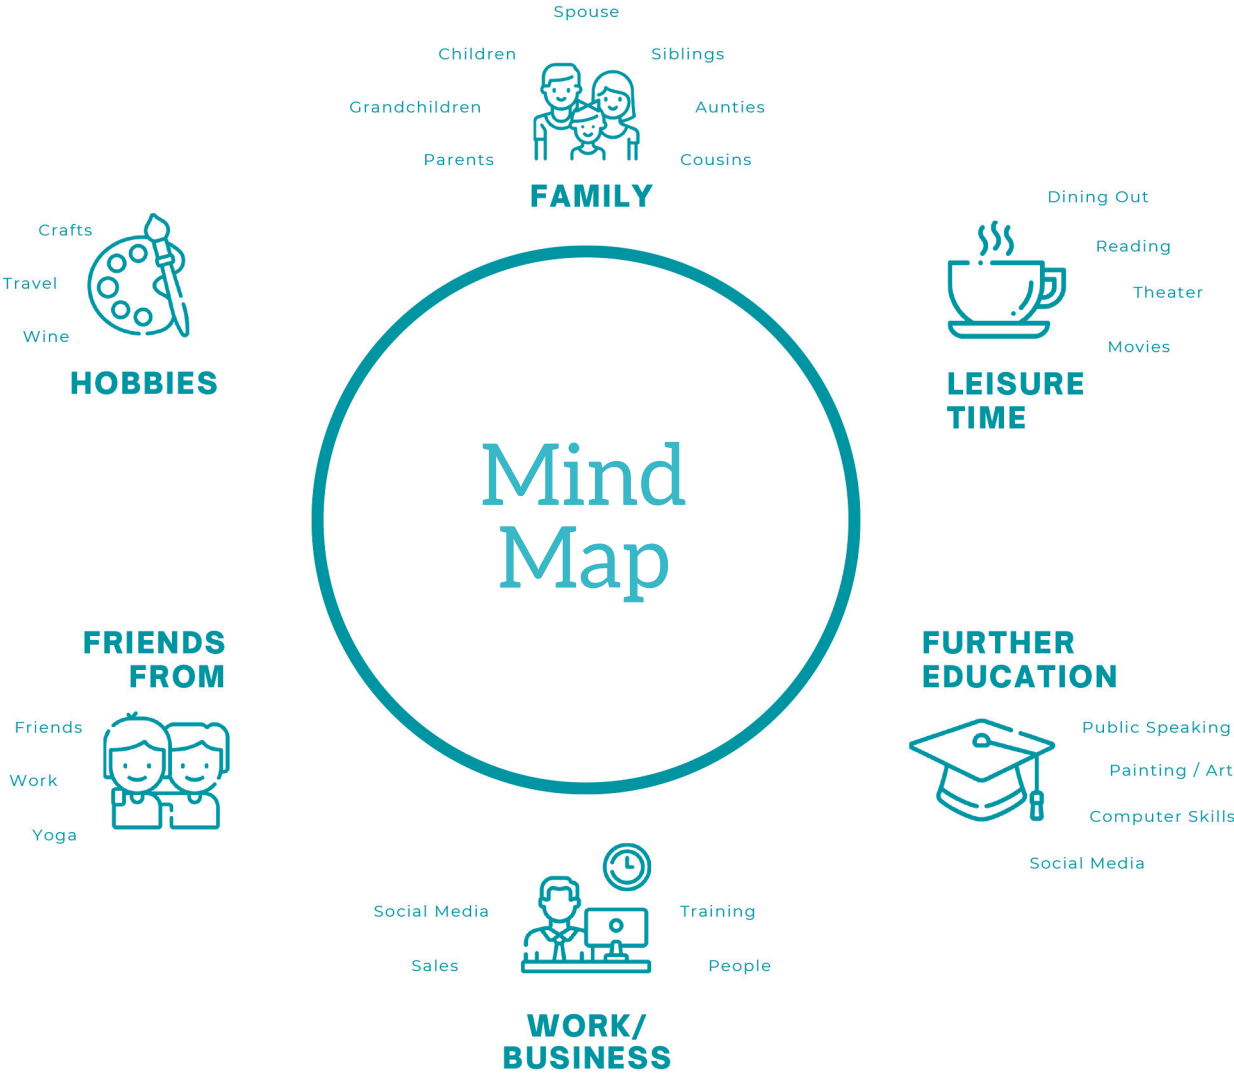 Spouse
Children
Siblings
Grandchildren
Aunties
Parents
Cousins
FAMILY
Crafts
Travel
Wine
HOBBIES
Dining Out
Reading
Theater
Movies
LEISURE
TIME
Mind
Map
FRIENDS
FROM
Friends
Work
Yoga
FURTHER
EDUCATION
Public Speaking
Painting / Art
Computer Skills
Social Media
Social Media
Training
Sales
People
WORK/
BUSINESS